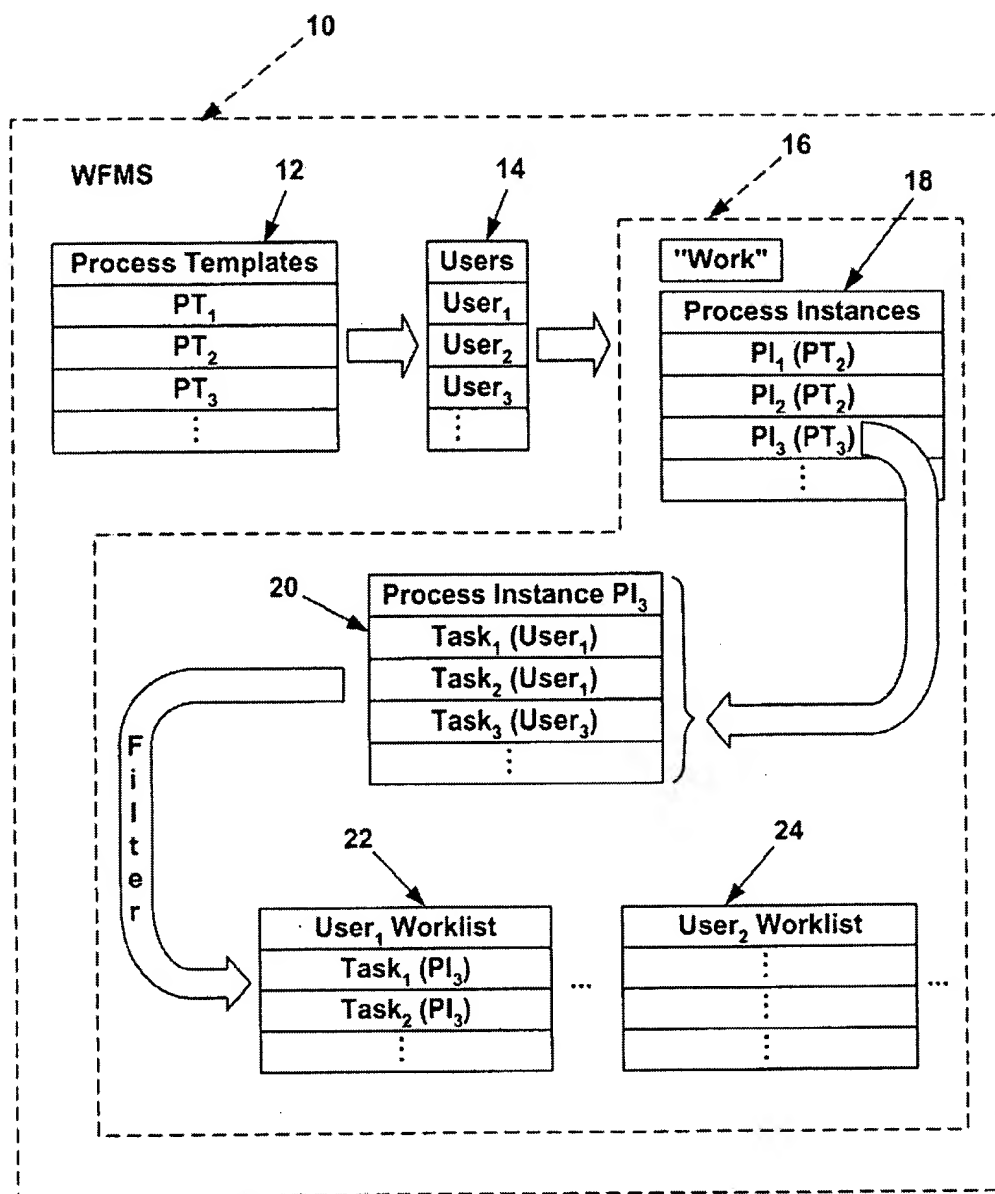 10
WFMS
12
14
16
18
Process Templates
PT₁
PT₂
PT₃
⋮
Users
User₁
User₂
User₃
⋮
"Work"
Process Instances
PI₁ (PT₂)
PI₂ (PT₂)
PI₃ (PT₃)
⋮
20
Process Instance PI₃
Task₁ (User₁)
Task₂ (User₁)
Task₃ (User₃)
⋮
Filter
22
User₁ Worklist
Task₁ (PI₃)
Task₂ (PI₃)
⋮
...
24
User₂ Worklist
⋮
⋮
⋮
...